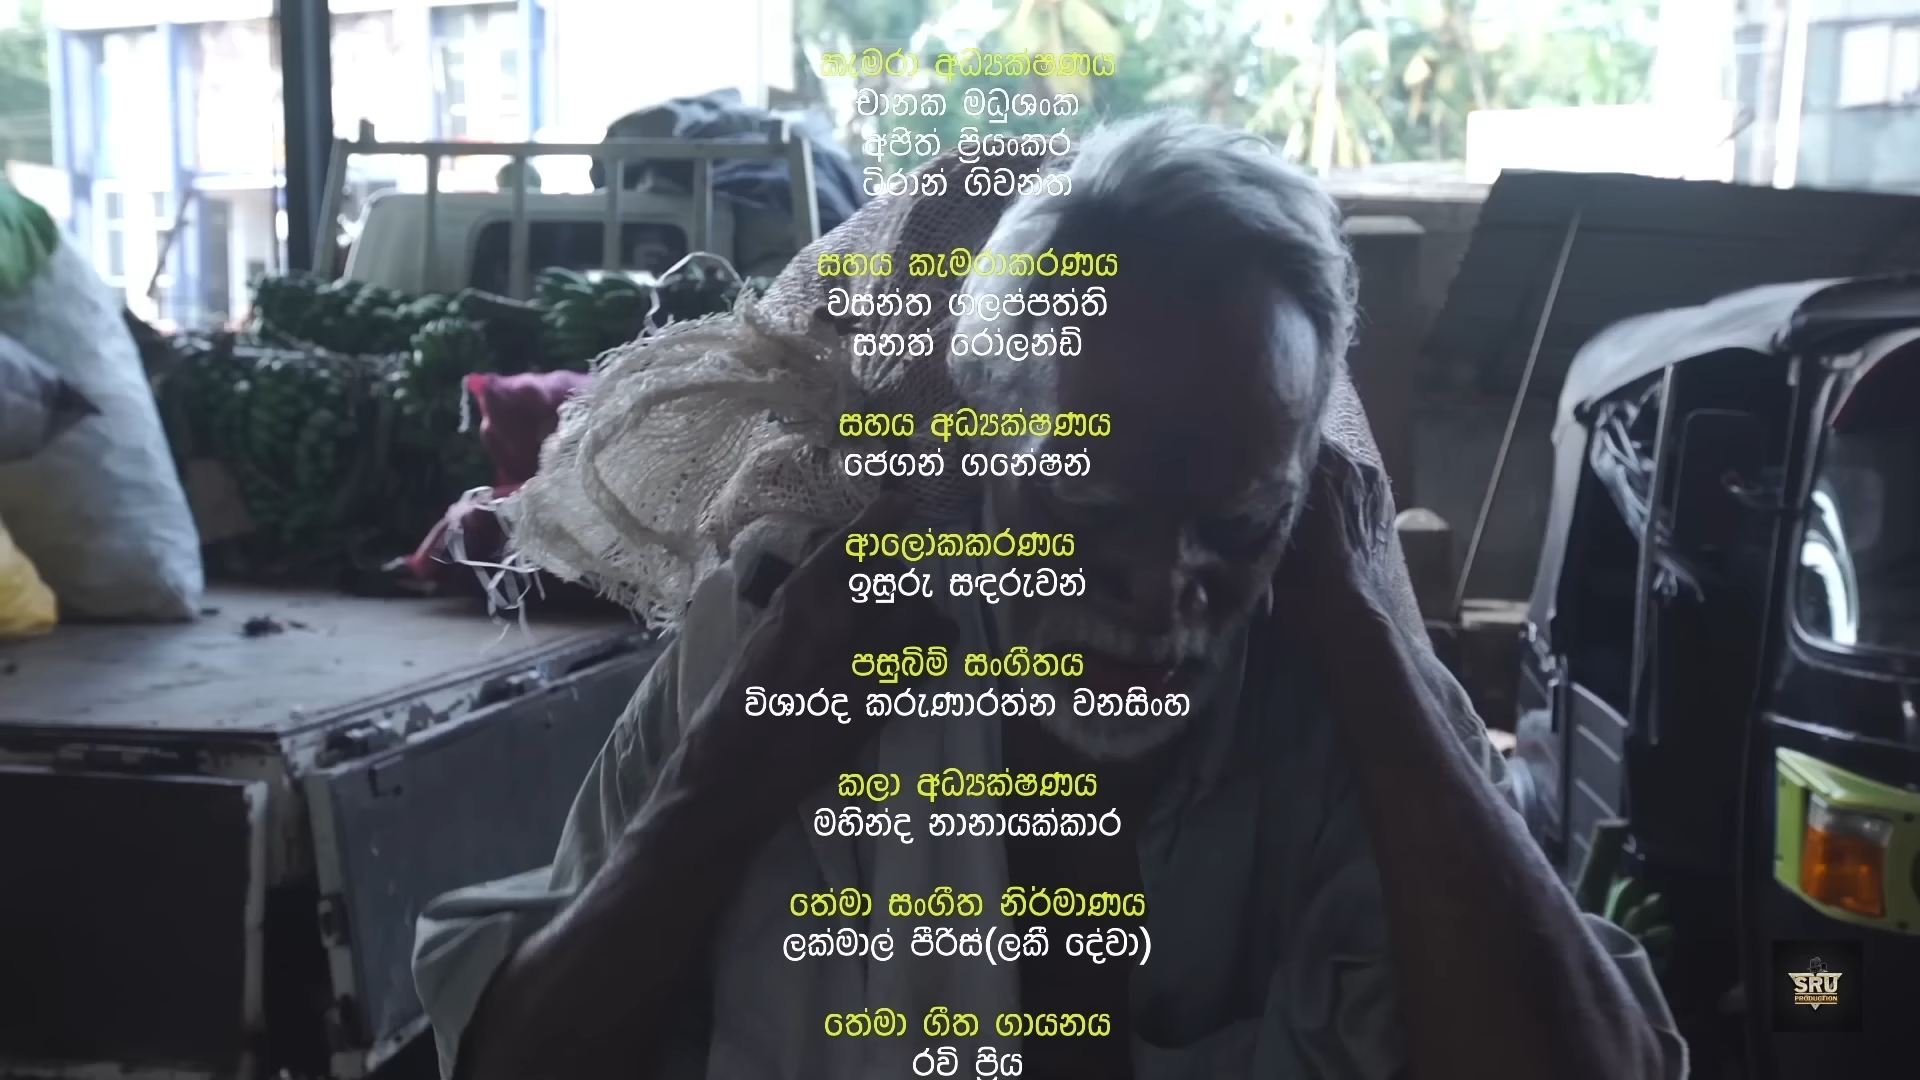 කැමරා අධ්‍යක්ෂණය
චානක මධුශංක
අජිත් ප්‍රියංකර
ටිරාන් ගිවන්ත
සහය කැමරාකරණය
වසන්ත ගලප්පත්ති
සනත් රෝලන්ඩ්
සහය අධ්‍යක්ෂණය
ජෙගන් ගනේෂන්
ආලෝකකරණය
ඉසුරු සඳරුවන්
පසුබිම් සංගීතය
විශාරද කරුණාරත්න වනසිංහ
කලා අධ්‍යක්ෂණය
මහින්ද නානායක්කාර
තේමා සංගීත නිර්මාණය
ලක්මාල් පීරිස්(ලකී දේවා)
තේමා ගීත ගායනය
රවි ප්‍රිය
SRU
PRODUCTION